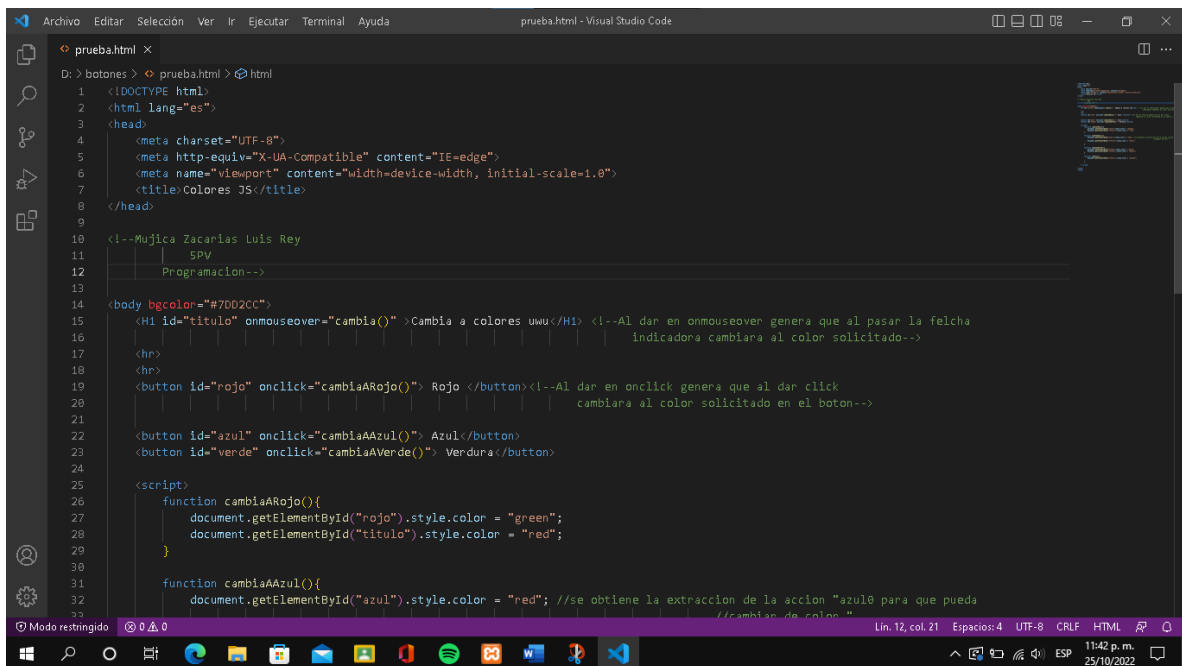 Archivo Editar Selección Ver Ir Ejecutar Terminal Ayuda prueba.html - Visual Studio Code
prueba.html
D: > botones > prueba.html > html
1 <!DOCTYPE html>
2 <html lang="es">
3 <head>
4 <meta charset="UTF-8">
5 <meta http-equiv="X-UA-Compatible" content="IE=edge">
6 <meta name="viewport" content="width=device-width, initial-scale=1.0">
7 <title>Colores JS</title>
8 </head>
9
10 <!--Mujica Zacarias Luis Rey
11 5PV
12 Programacion-->
13
14 <body bgcolor="#7DD2CC">
15 <H1 id="titulo" onmouseover="cambia()" >Cambia a colores uwu</H1> <!--Al dar en onmouseover genera que al pasar la felcha
16 indicadora cambiara al color solicitado-->
17 <hr>
18 <hr>
19 <button id="rojo" onclick="cambiaARojo()"> Rojo </button><!--Al dar en onclick genera que al dar click
20 cambiara al color solicitado en el boton-->
21
22 <button id="azul" onclick="cambiaAAzul()"> Azul</button>
23 <button id="verde" onclick="cambiaAVerde()"> Verdura</button>
24
25 <script>
26 function cambiaARojo(){
27 document.getElementById("rojo").style.color = "green";
28 document.getElementById("titulo").style.color = "red";
29 }
30
31 function cambiaAAzul(){
32 document.getElementById("azul").style.color = "red"; //se obtiene la extraccion de la accion "azul0 para que pueda
33 //cambiar de color "
Modo restringido 0 0 Lín. 12, col. 21 Espacios: 4 UTF-8 CRLF HTML
ESP 11:42 p. m.
25/10/2022